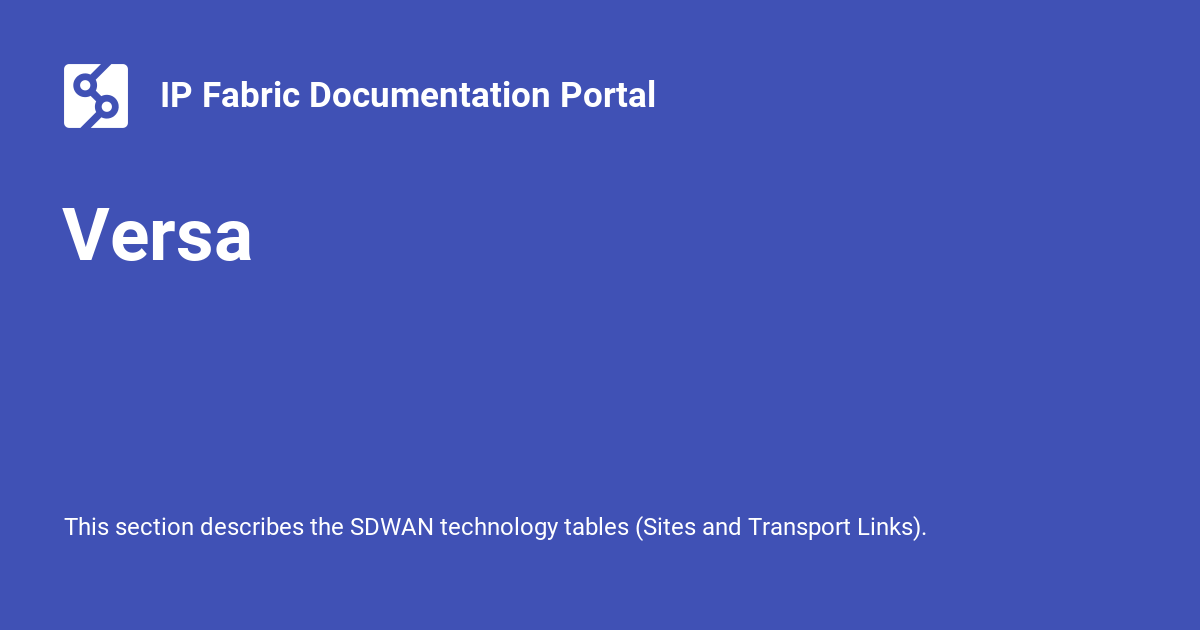 IP Fabric Documentation Portal
Versa
This section describes the SDWAN technology tables (Sites and Transport Links).